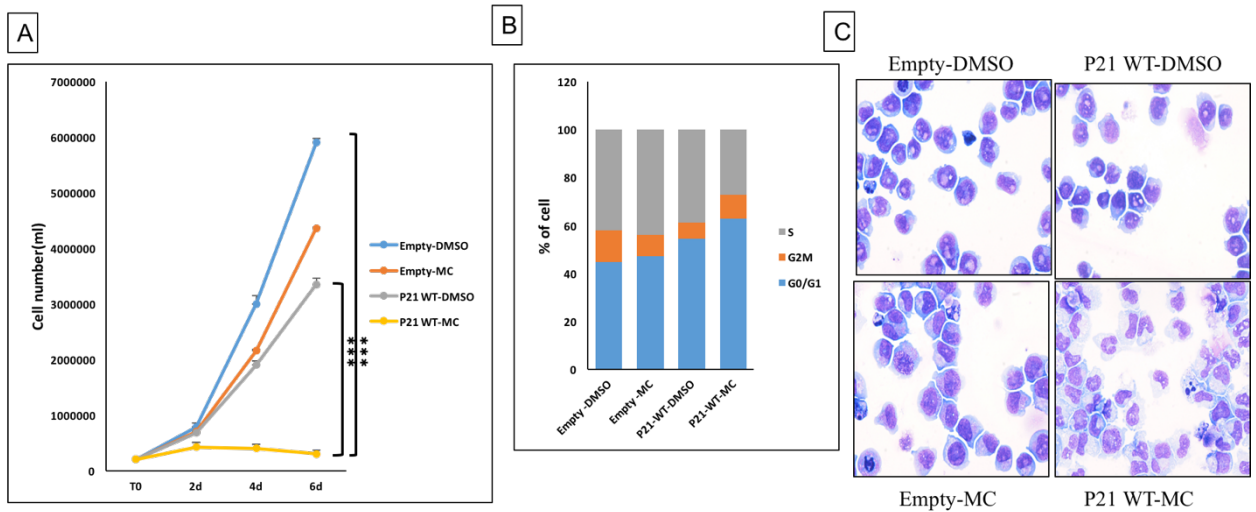 A
7000000
6000000
5000000
4000000
3000000
2000000
1000000
0
Cell number(ml)
T0 2d 4d 6d
Empty-DMSO
Empty-MC
P21 WT-DMSO
P21 WT-MC
***
***
B
120
100
80
60
40
20
0
% of cell
Empty-DMSO
Empty-MC
P21-WT-DMSO
P21-WT-MC
S
G2M
G0/G1
C
Empty-DMSO
P21 WT-DMSO
Empty-MC
P21 WT-MC